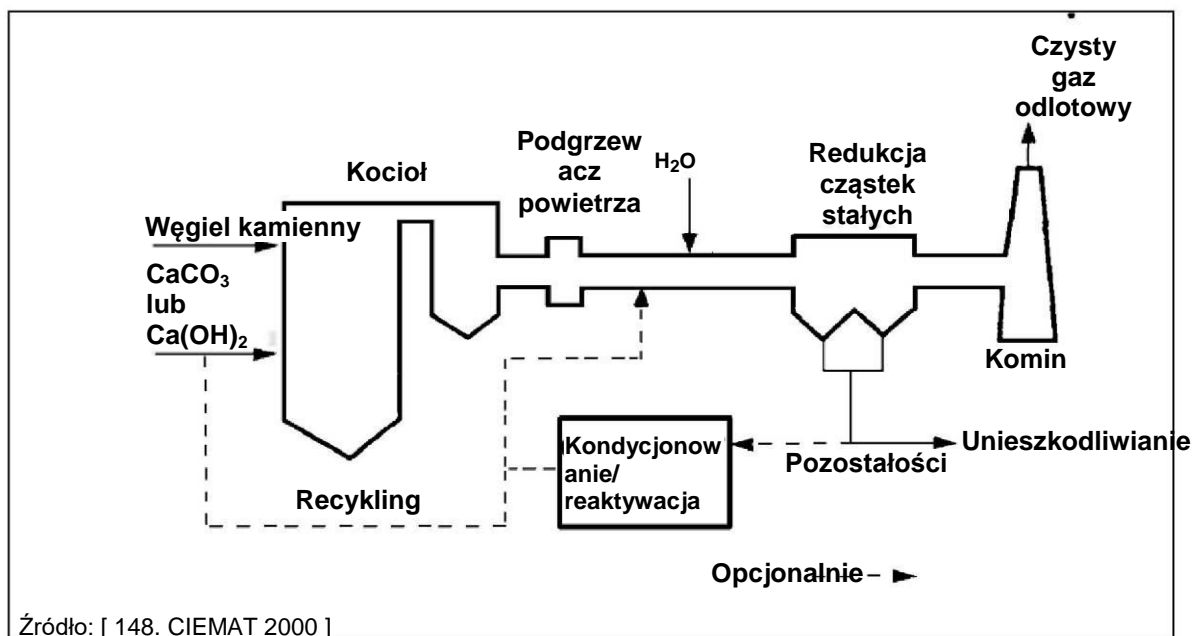 Czysty
gaz
odlotowy
Podgrzew
acz
powietrza
H₂O
Redukcja
cząstek
stałych
Kocioł
Węgiel kamienny
CaCO₃
lub
Ca(OH)₂
Komin
Kondycjonow
anie/
reaktywacja
Unieszkodliwianie
Pozostałości
Recykling
Opcjonalnie
Źródło: [ 148. CIEMAT 2000 ]